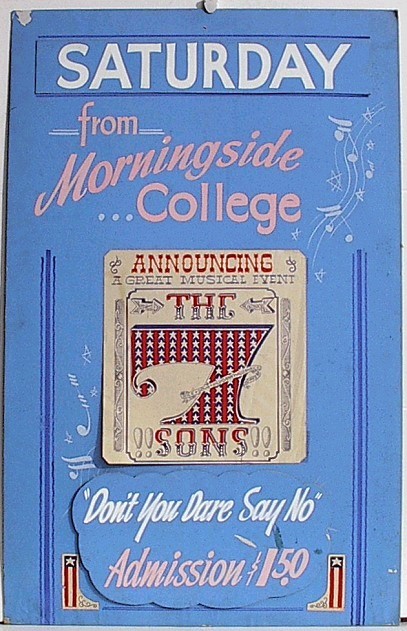 SATURDAY
from
Morningside
...College
ANNOUNCING
A GREAT MUSICAL EVENT
THE
7
SONS
"Don't You Dare Say No"
Admission $1.50